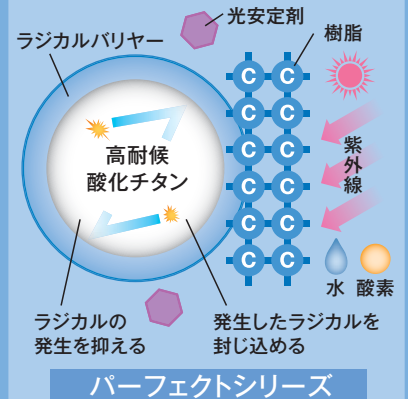 光安定剤
ラジカルバリヤー
樹脂
C C
C C
C C
C C
C C
C C
高耐候
酸化チタン
紫外線
水 酸素
ラジカルの
発生を抑える
発生したラジカルを
封じ込める
パーフェクトシリーズ